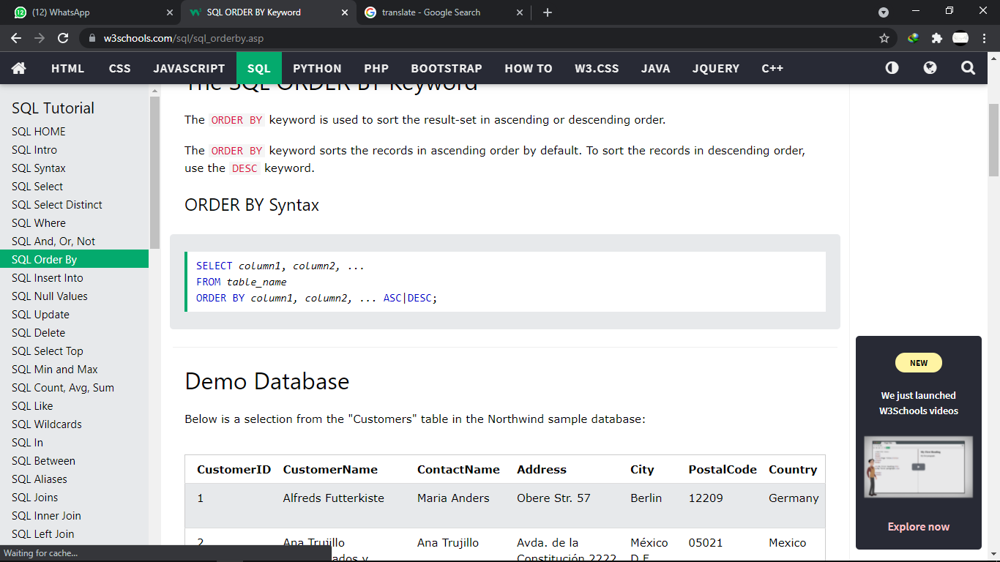 (12) WhatsApp
SQL ORDER BY Keyword
translate - Google Search
w3schools.com/sql/sql_orderby.asp
HTML CSS JAVASCRIPT SQL PYTHON PHP BOOTSTRAP HOW TO W3.CSS JAVA JQUERY C++
SQL Tutorial
SQL HOME
SQL Intro
SQL Syntax
SQL Select
SQL Select Distinct
SQL Where
SQL And, Or, Not
SQL Order By
SQL Insert Into
SQL Null Values
SQL Update
SQL Delete
SQL Select Top
SQL Min and Max
SQL Count, Avg, Sum
SQL Like
SQL Wildcards
SQL In
SQL Between
SQL Aliases
SQL Joins
SQL Inner Join
SQL Left Join
Waiting for cache...
The SQL ORDER BY Keyword
The ORDER BY keyword is used to sort the result-set in ascending or descending order.
The ORDER BY keyword sorts the records in ascending order by default. To sort the records in descending order,
use the DESC keyword.
ORDER BY Syntax
SELECT column1, column2, ...
FROM table_name
ORDER BY column1, column2, ... ASC|DESC;
Demo Database
Below is a selection from the "Customers" table in the Northwind sample database:
CustomerID CustomerName ContactName Address City PostalCode Country
1 Alfreds Futterkiste Maria Anders Obere Str. 57 Berlin 12209 Germany
2 Ana Trujillo Ana Trujillo Avda. de la México 05021 Mexico
Constitución 2222 D.F.
NEW
We just launched
W3Schools videos
Explore now